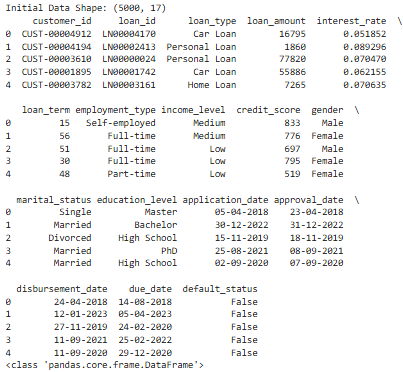 Initial Data Shape: (5000, 17)
customer_id loan_id loan_type loan_amount interest_rate \
0 CUST-00004912 LN00004170 Car Loan 16795 0.051852
1 CUST-00004194 LN00002413 Personal Loan 1860 0.089296
2 CUST-00003610 LN00000024 Personal Loan 77820 0.070470
3 CUST-00001895 LN00001742 Car Loan 55886 0.062155
4 CUST-00003782 LN00003161 Home Loan 7265 0.070635
loan_term employment_type income_level credit_score gender \
0 15 Self-employed Medium 833 Male
1 56 Full-time Medium 776 Female
2 51 Full-time Low 697 Male
3 30 Full-time Low 795 Female
4 48 Part-time Low 519 Female
marital_status education_level application_date approval_date \
0 Single Master 05-04-2018 23-04-2018
1 Married Bachelor 30-12-2022 31-12-2022
2 Divorced High School 15-11-2019 18-11-2019
3 Married PhD 25-08-2021 08-09-2021
4 Married High School 02-09-2020 07-09-2020
disbursement_date due_date default_status
0 24-04-2018 14-08-2018 False
1 12-01-2023 05-04-2023 False
2 27-11-2019 24-02-2020 False
3 11-09-2021 25-02-2022 False
4 11-09-2020 29-12-2020 False
<class 'pandas.core.frame.DataFrame'>